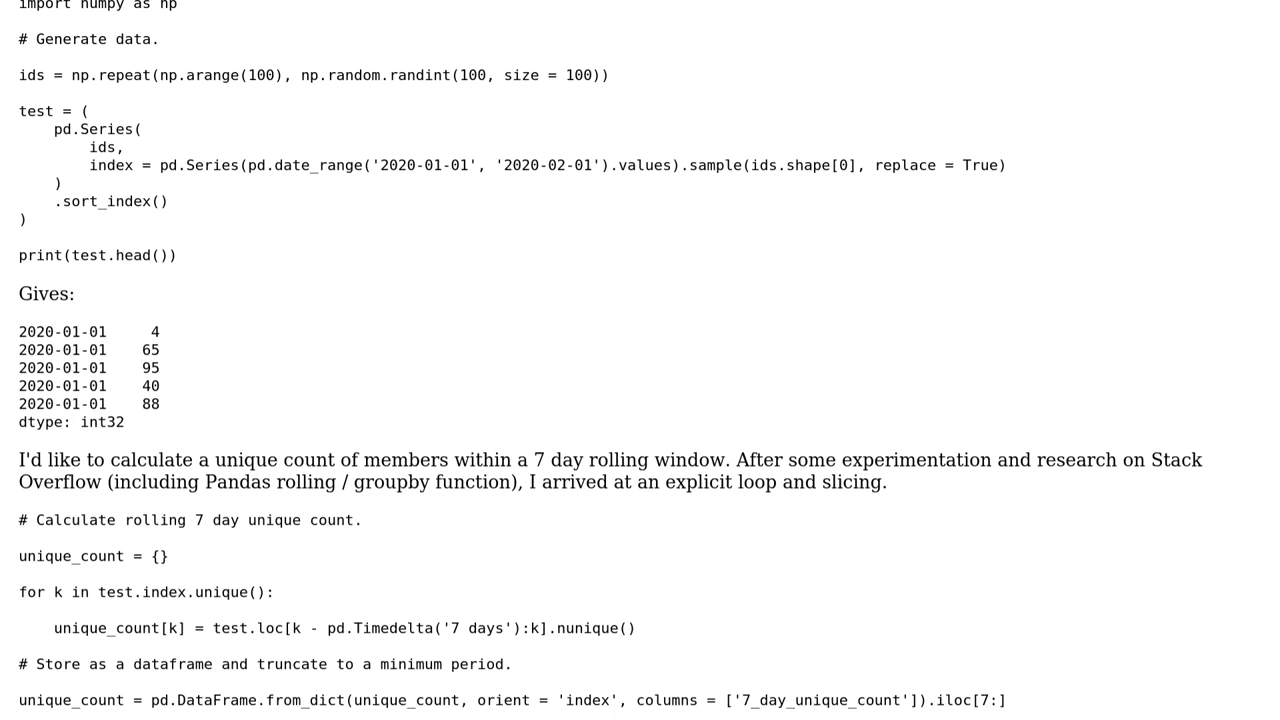 import numpy as np
# Generate data.
ids = np.repeat(np.arange(100), np.random.randint(100, size = 100))
test = (
    pd.Series(
        ids,
        index = pd.Series(pd.date_range('2020-01-01', '2020-02-01').values).sample(ids.shape[0], replace = True)
    )
    .sort_index()
)
print(test.head())
Gives:
2020-01-01     4
2020-01-01    65
2020-01-01    95
2020-01-01    40
2020-01-01    88
dtype: int32
I'd like to calculate a unique count of members within a 7 day rolling window. After some experimentation and research on Stack
Overflow (including Pandas rolling / groupby function), I arrived at an explicit loop and slicing.
# Calculate rolling 7 day unique count.
unique_count = {}
for k in test.index.unique():
    unique_count[k] = test.loc[k - pd.Timedelta('7 days'):k].nunique()
# Store as a dataframe and truncate to a minimum period.
unique_count = pd.DataFrame.from_dict(unique_count, orient = 'index', columns = ['7_day_unique_count']).iloc[7:]